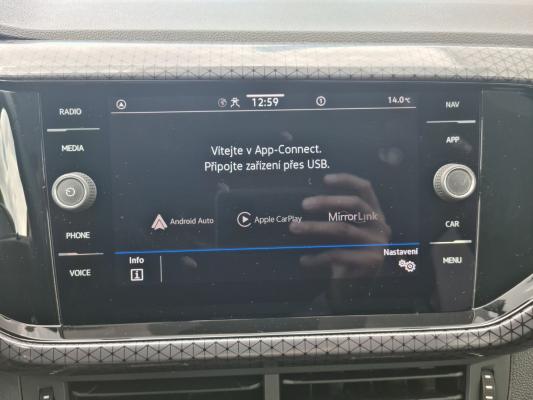 RADIO
MEDIA
PHONE
VOICE
12:59
14.0°C
Vítejte v App-Connect.
Připojte zařízení přes USB.
Android Auto
Apple CarPlay
MirrorLink
Info
Nastavení
NAV
APP
CAR
MENU